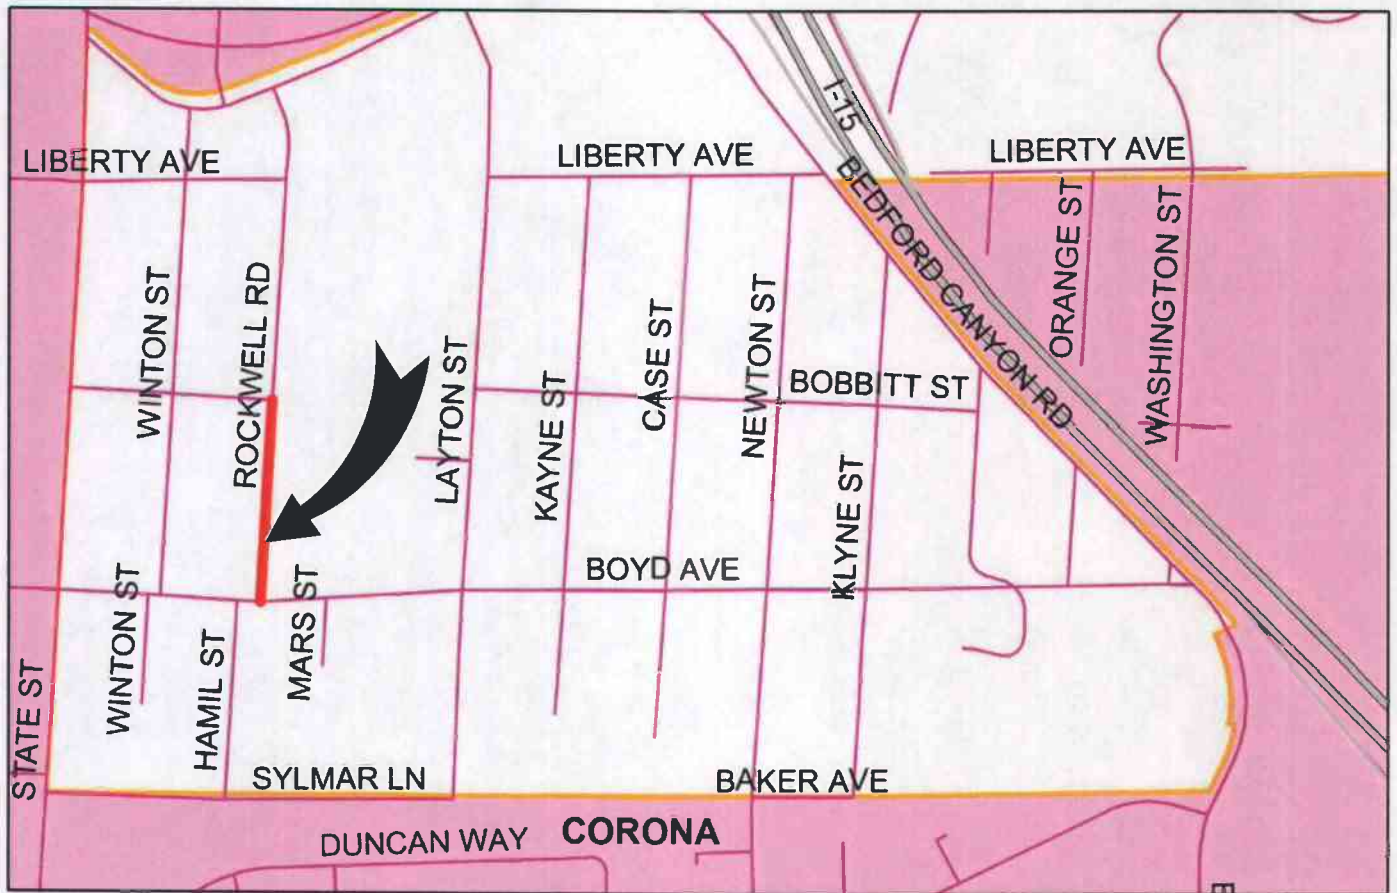 I-15
LIBERTY AVE
LIBERTY AVE
LIBERTY AVE
BEDFORD CANYON RD
ORANGE ST
WASHINGTON ST
WINTON ST
ROCKWELL RD
LAYTON ST
KAYNE ST
CASE ST
NEWTON ST
BOBBITT ST
KLYNE ST
BOYD AVE
WINTON ST
HAMIL ST
MARS ST
STATE ST
SYLMAR LN
BAKER AVE
DUNCAN WAY
CORONA